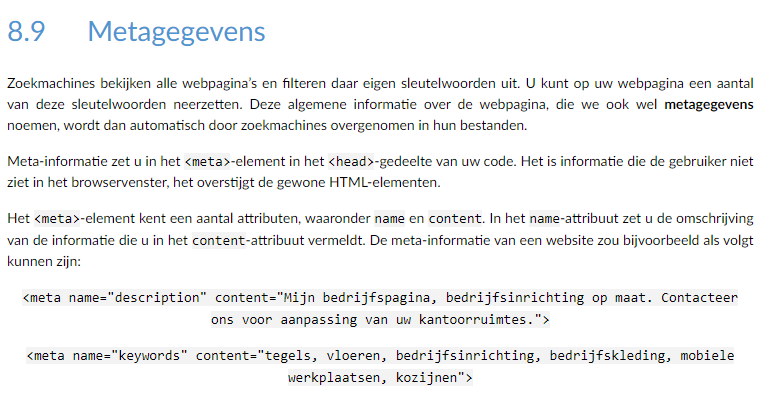 8.9 Metagegevens
Zoekmachines bekijken alle webpagina's en filteren daar eigen sleutelwoorden uit. U kunt op uw webpagina een aantal
van deze sleutelwoorden neerzetten. Deze algemene informatie over de webpagina, die we ook wel metagegevens
noemen, wordt dan automatisch door zoekmachines overgenomen in hun bestanden.
Meta-informatie zet u in het <meta>-element in het <head>-gedeelte van uw code. Het is informatie die de gebruiker niet
ziet in het browservenster, het overstijgt de gewone HTML-elementen.
Het <meta>-element kent een aantal attributen, waaronder name en content. In het name-attribuut zet u de omschrijving
van de informatie die u in het content-attribuut vermeldt. De meta-informatie van een website zou bijvoorbeeld als volgt
kunnen zijn:
<meta name="description" content="Mijn bedrijfspagina, bedrijfsinrichting op maat. Contacteer
ons voor aanpassing van uw kantoorruimtes.">
<meta name="keywords" content="tegels, vloeren, bedrijfsinrichting, bedrijfskleding, mobiele
werkplaatsen, kozijnen">